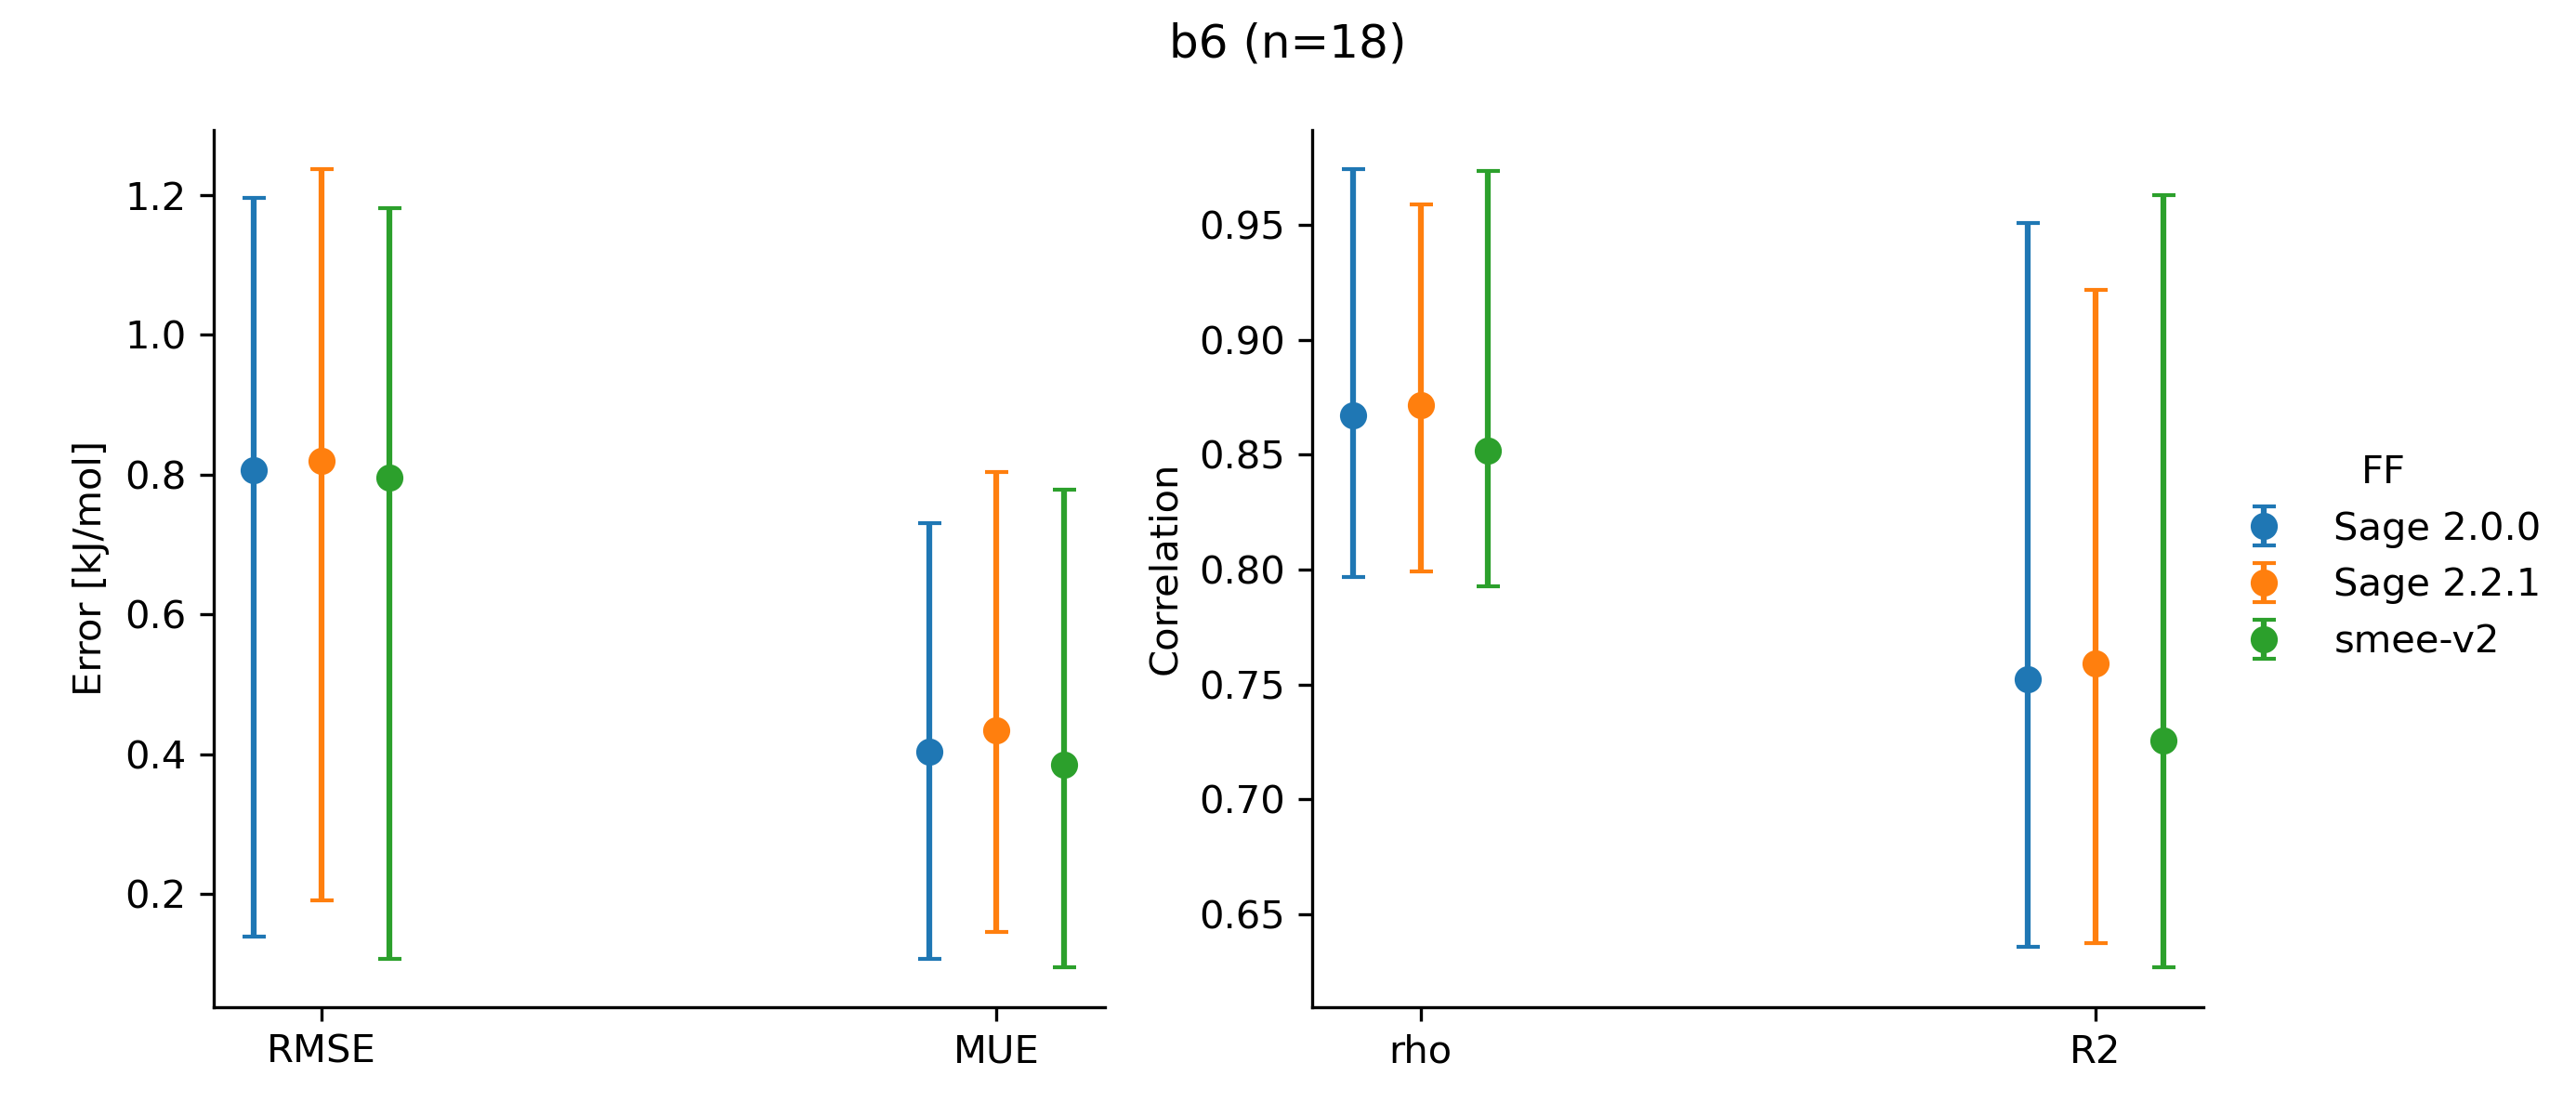 b6 (n=18)
Error [kJ/mol]
1.2
1.0
0.8
0.6
0.4
0.2
RMSE
MUE
Correlation
0.95
0.90
0.85
0.80
0.75
0.70
0.65
rho
R2
FF
Sage 2.0.0
Sage 2.2.1
smee-v2